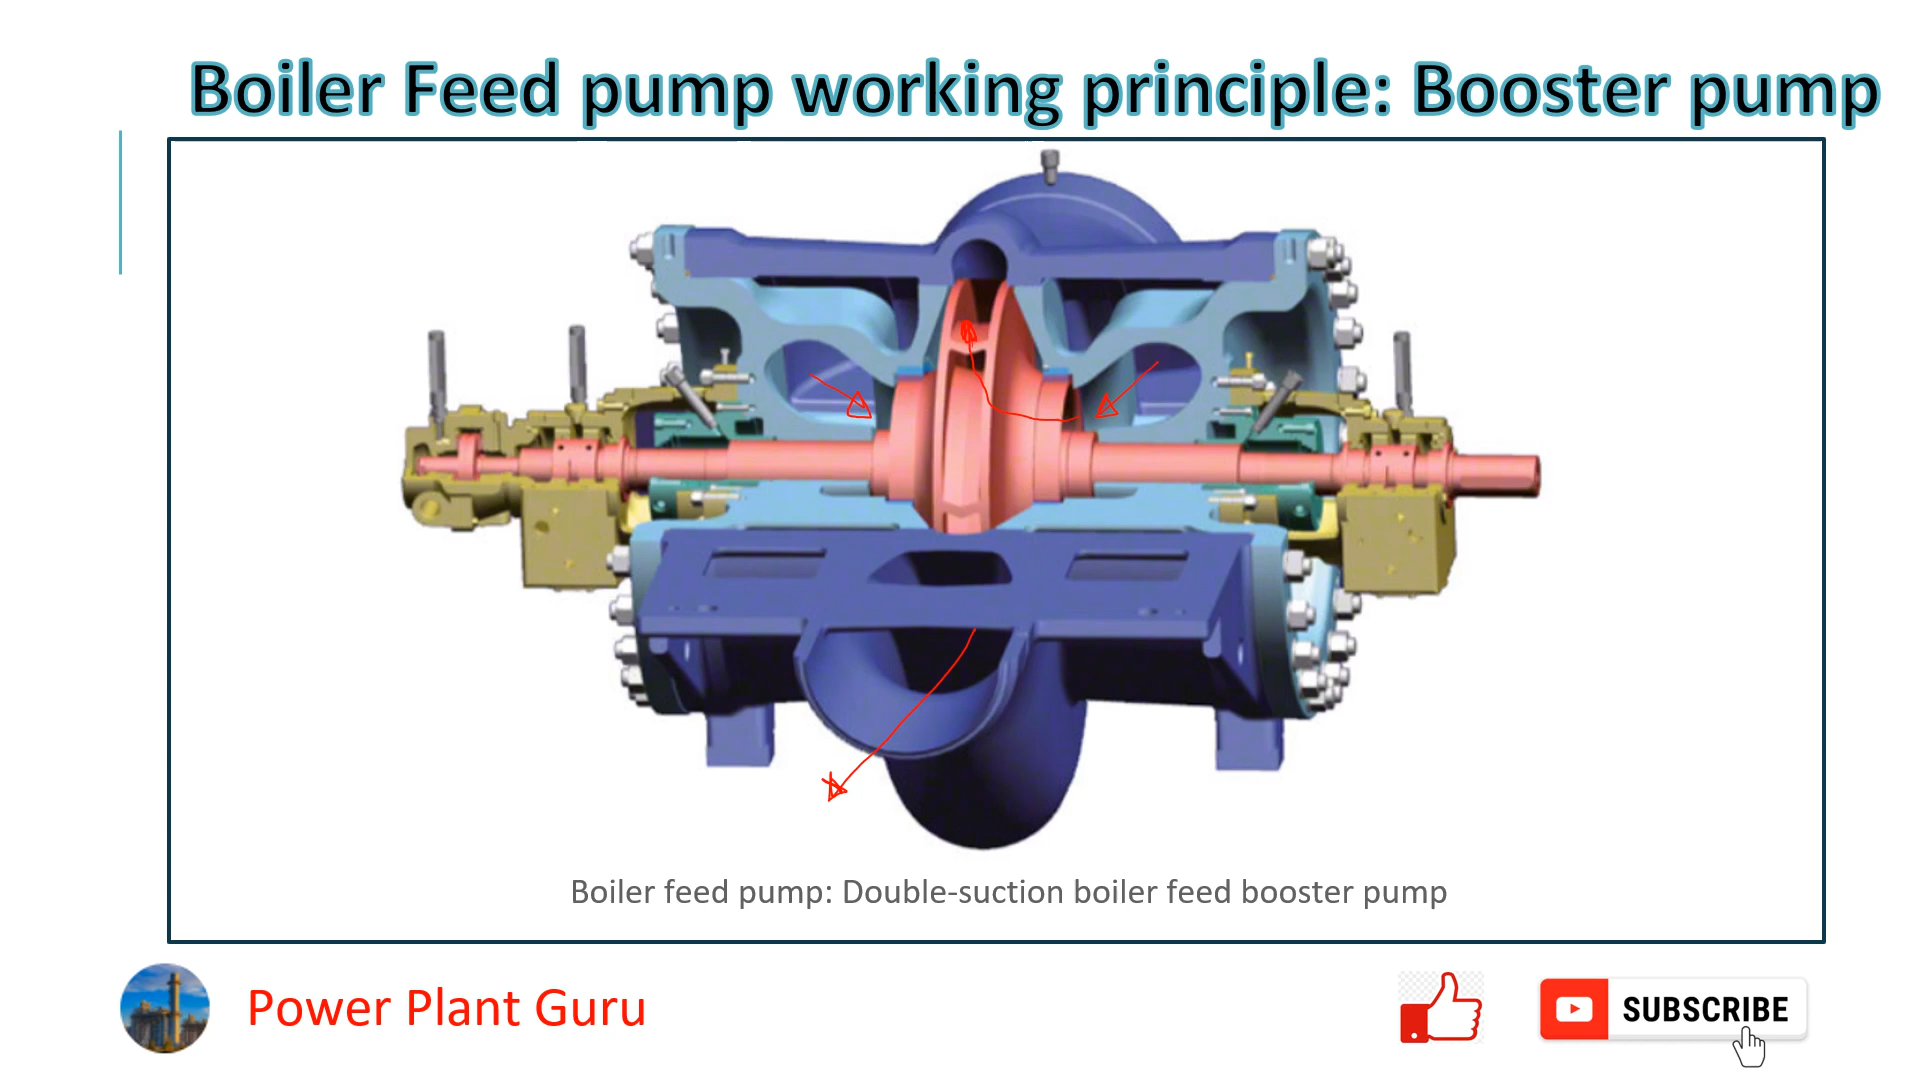 Boiler Feed pump working principle: Booster pump
Boiler feed pump: Double-suction boiler feed booster pump
Power Plant Guru
SUBSCRIBE